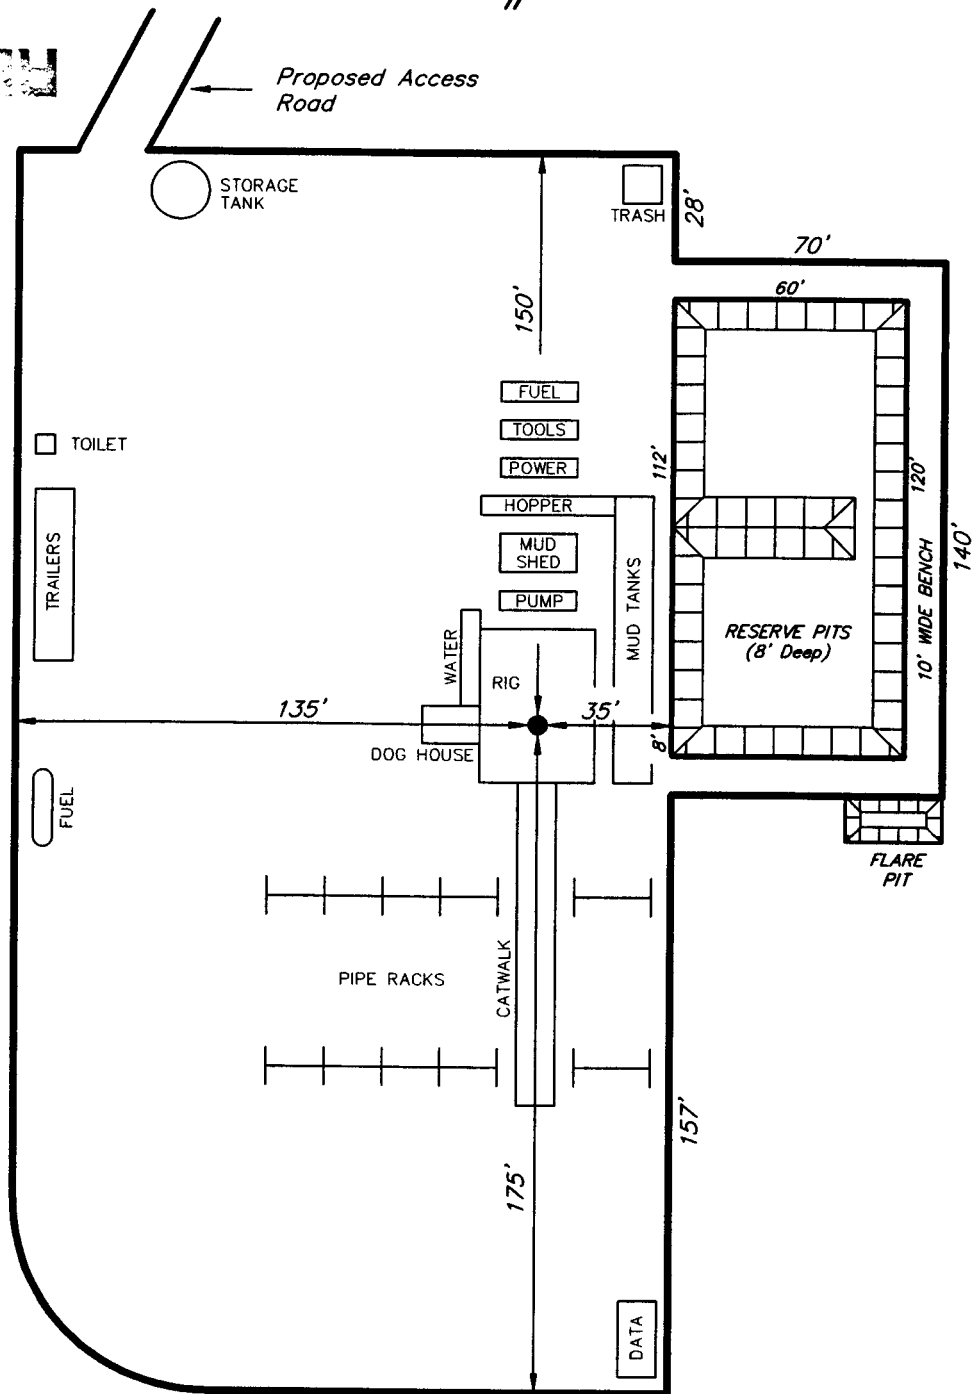 Proposed Access
Road
STORAGE
TANK
TRASH
28'
70'
60'
150'
FUEL
TOOLS
POWER
HOPPER
MUD
SHED
PUMP
TOILET
TRAILERS
WATER
RIG
MUD TANKS
112'
120'
140'
10' WIDE BENCH
RESERVE PITS
(8' Deep)
135'
35'
8'
DOG HOUSE
FUEL
FLARE
PIT
PIPE RACKS
CATWALK
157'
175'
DATA